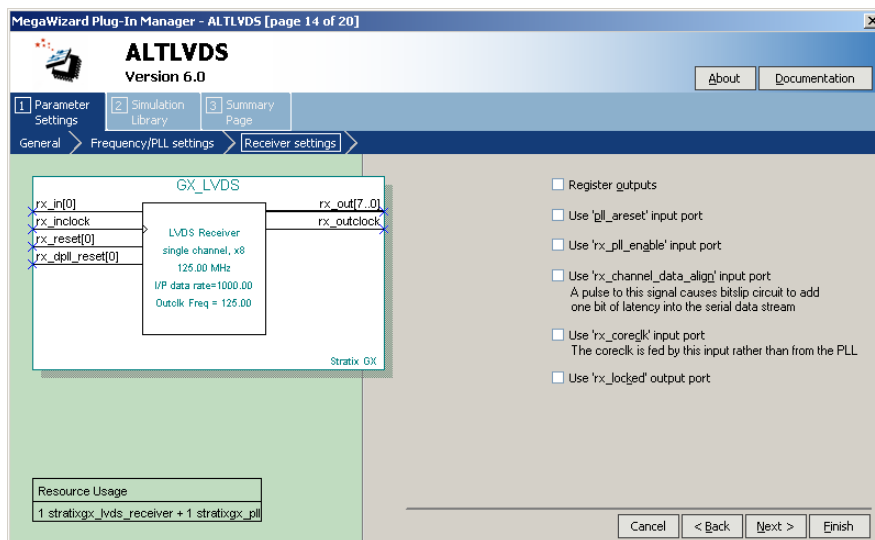 MegaWizard Plug-In Manager - ALTLVDS [page 14 of 20]
ALTLVDS
Version 6.0
About
Documentation
1 Parameter Settings
2 Simulation Library
3 Summary Page
General
Frequency/PLL settings
Receiver settings
GX_LVDS
rx_in[0]
rx_inclock
rx_reset[0]
rx_dpll_reset[0]
rx_out[7..0]
rx_outclock
LVDS Receiver
single channel, x8
125.00 MHz
I/P data rate=1000.00
Outclk Freq = 125.00
Stratix GX
Register outputs
Use 'pll_areset' input port
Use 'rx_pll_enable' input port
Use 'rx_channel_data_align' input port
A pulse to this signal causes bitslip circuit to add
one bit of latency into the serial data stream
Use 'rx_coreclk' input port
The coreclk is fed by this input rather than from the PLL
Use 'rx_locked' output port
Resource Usage
1 stratixgx_lvds_receiver + 1 stratixgx_pll
Cancel
< Back
Next >
Finish